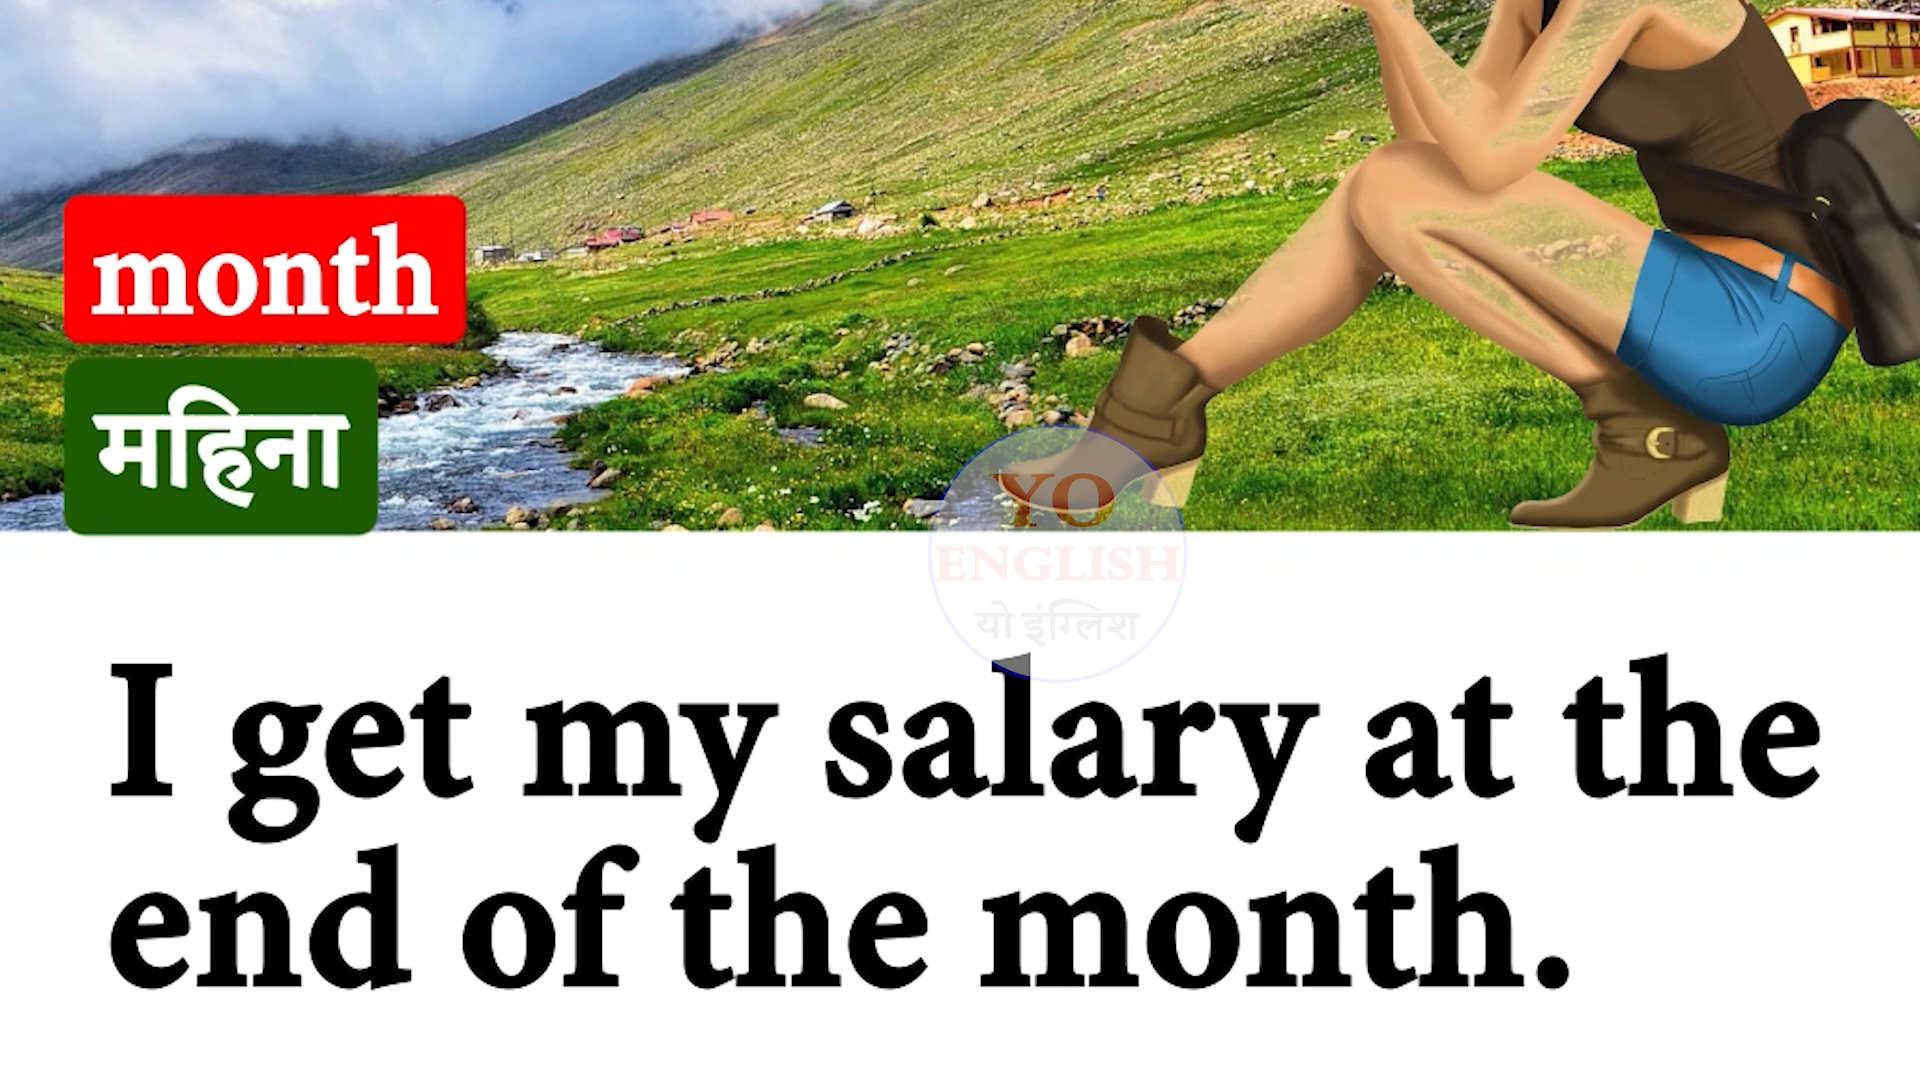 month
महिना
YO
ENGLISH
यो इंग्लिश
I get my salary at the
end of the month.